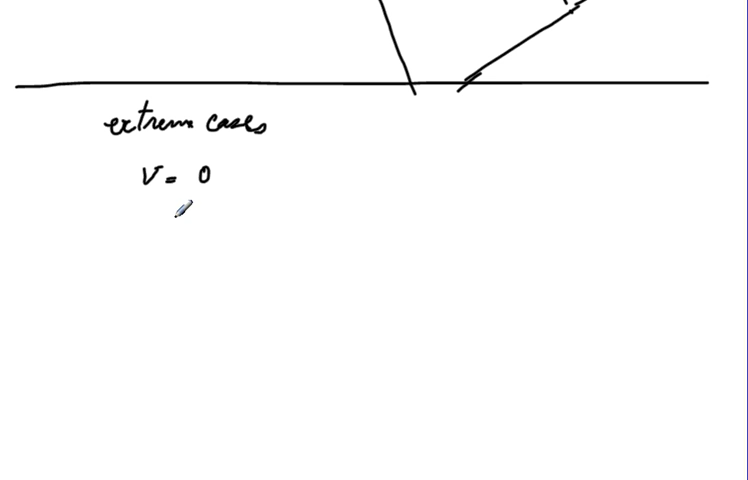 extrem cases
V = 0